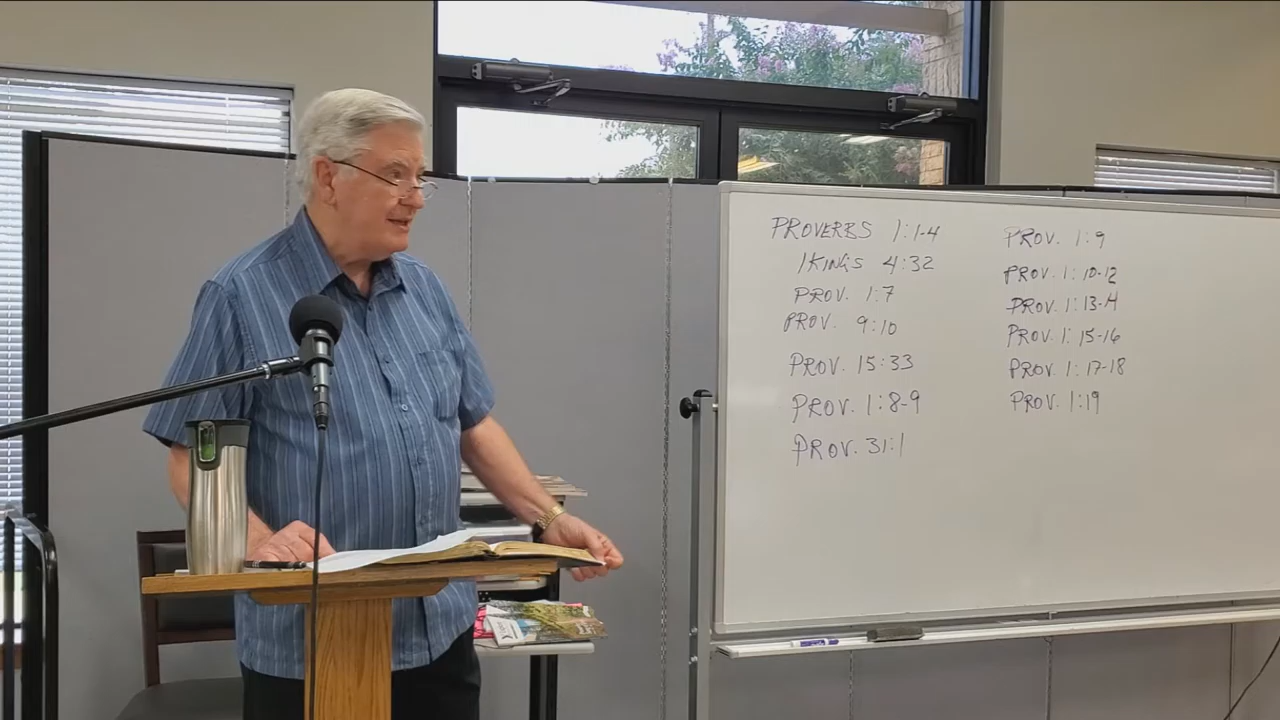 PROVERBS 1:1-4
1KINGS 4:32
PROV. 1:7
PROV. 9:10
PROV. 15:33
PROV. 1:8-9
PROV. 31:1
PROV. 1:9
PROV. 1:10-12
PROV. 1:13-14
PROV. 1:15-16
PROV. 1:17-18
PROV. 1:19